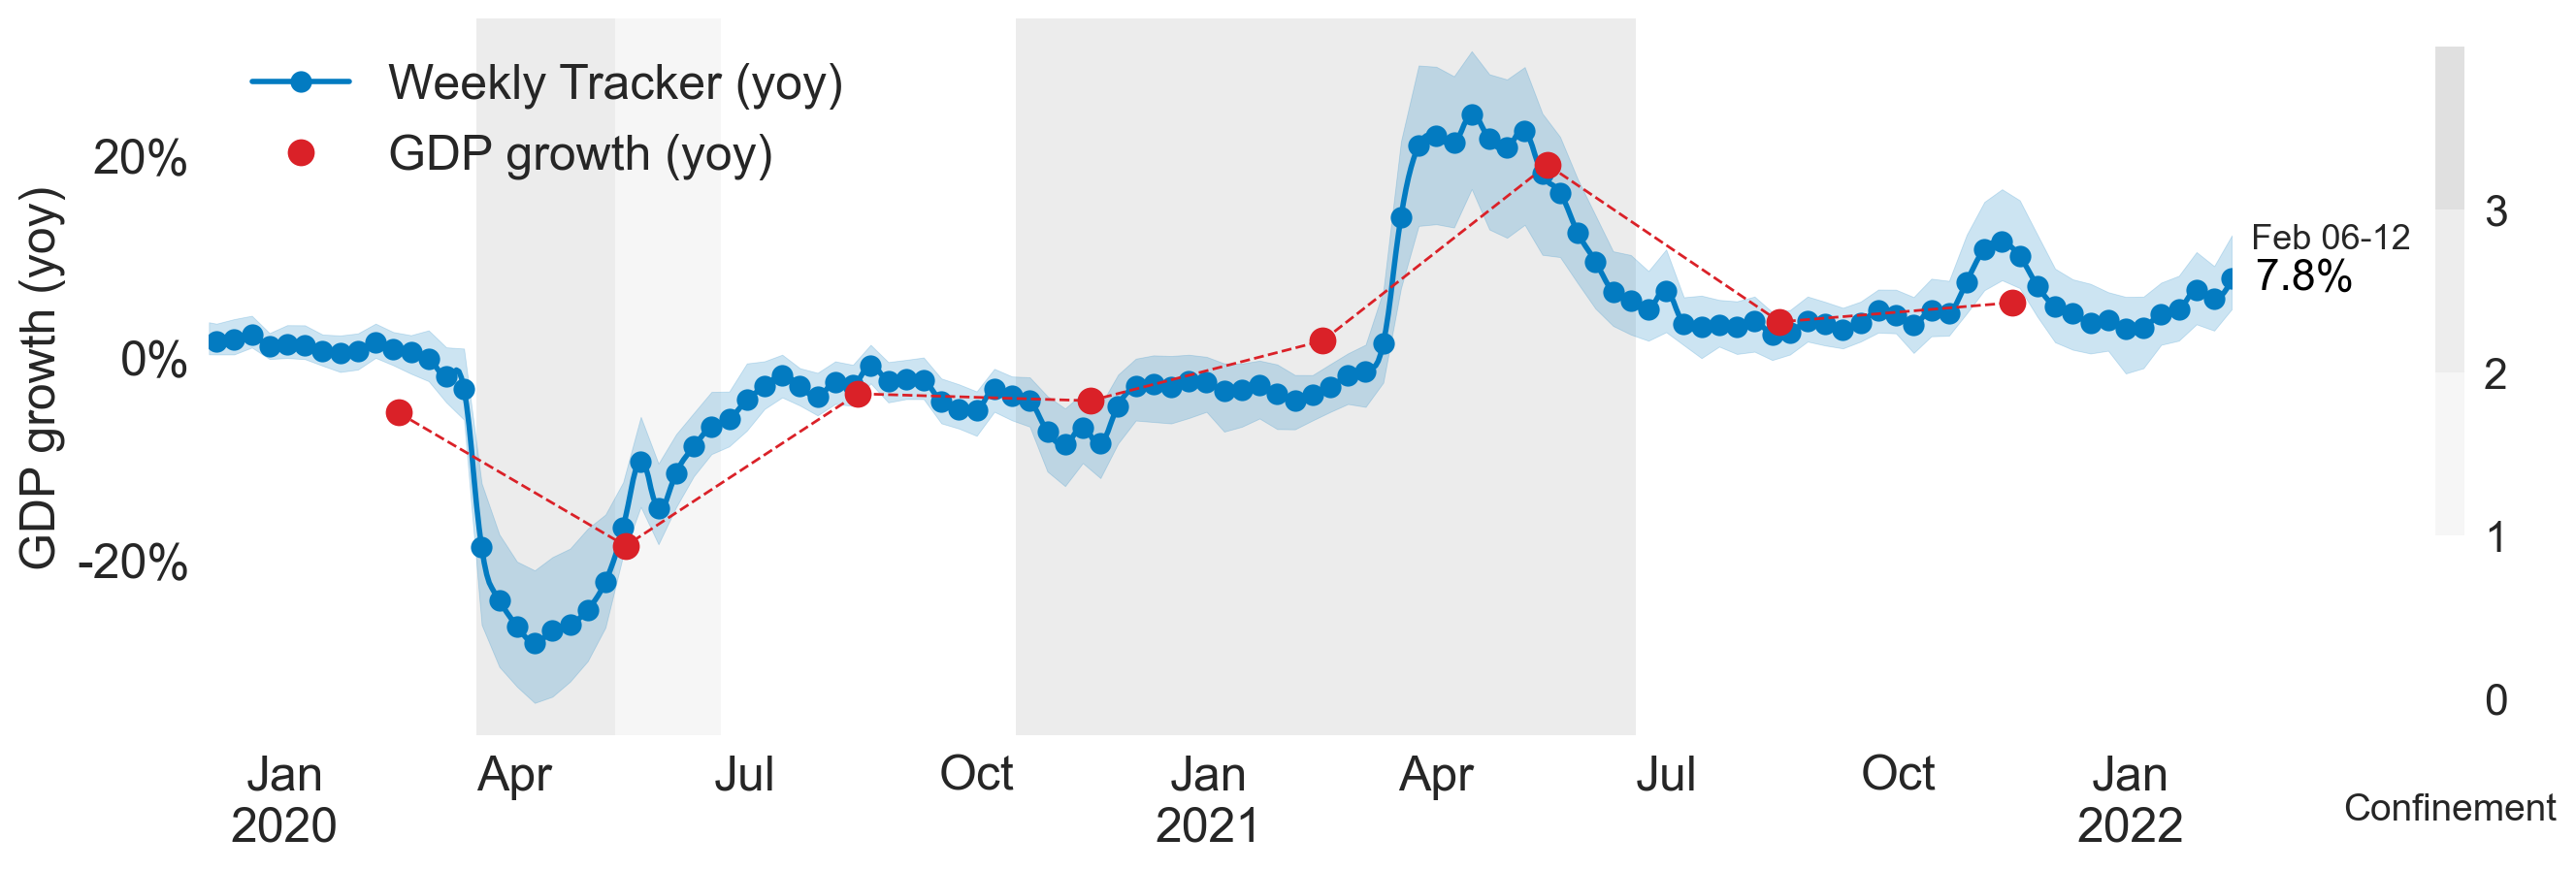 Weekly Tracker (yoy)
GDP growth (yoy)
GDP growth (yoy)
20%
0%
-20%
Feb 06-12
7.8%
3
2
1
0
Jan Apr Jul Oct Jan Apr Jul Oct Jan
2020 2021 2022
Confinement